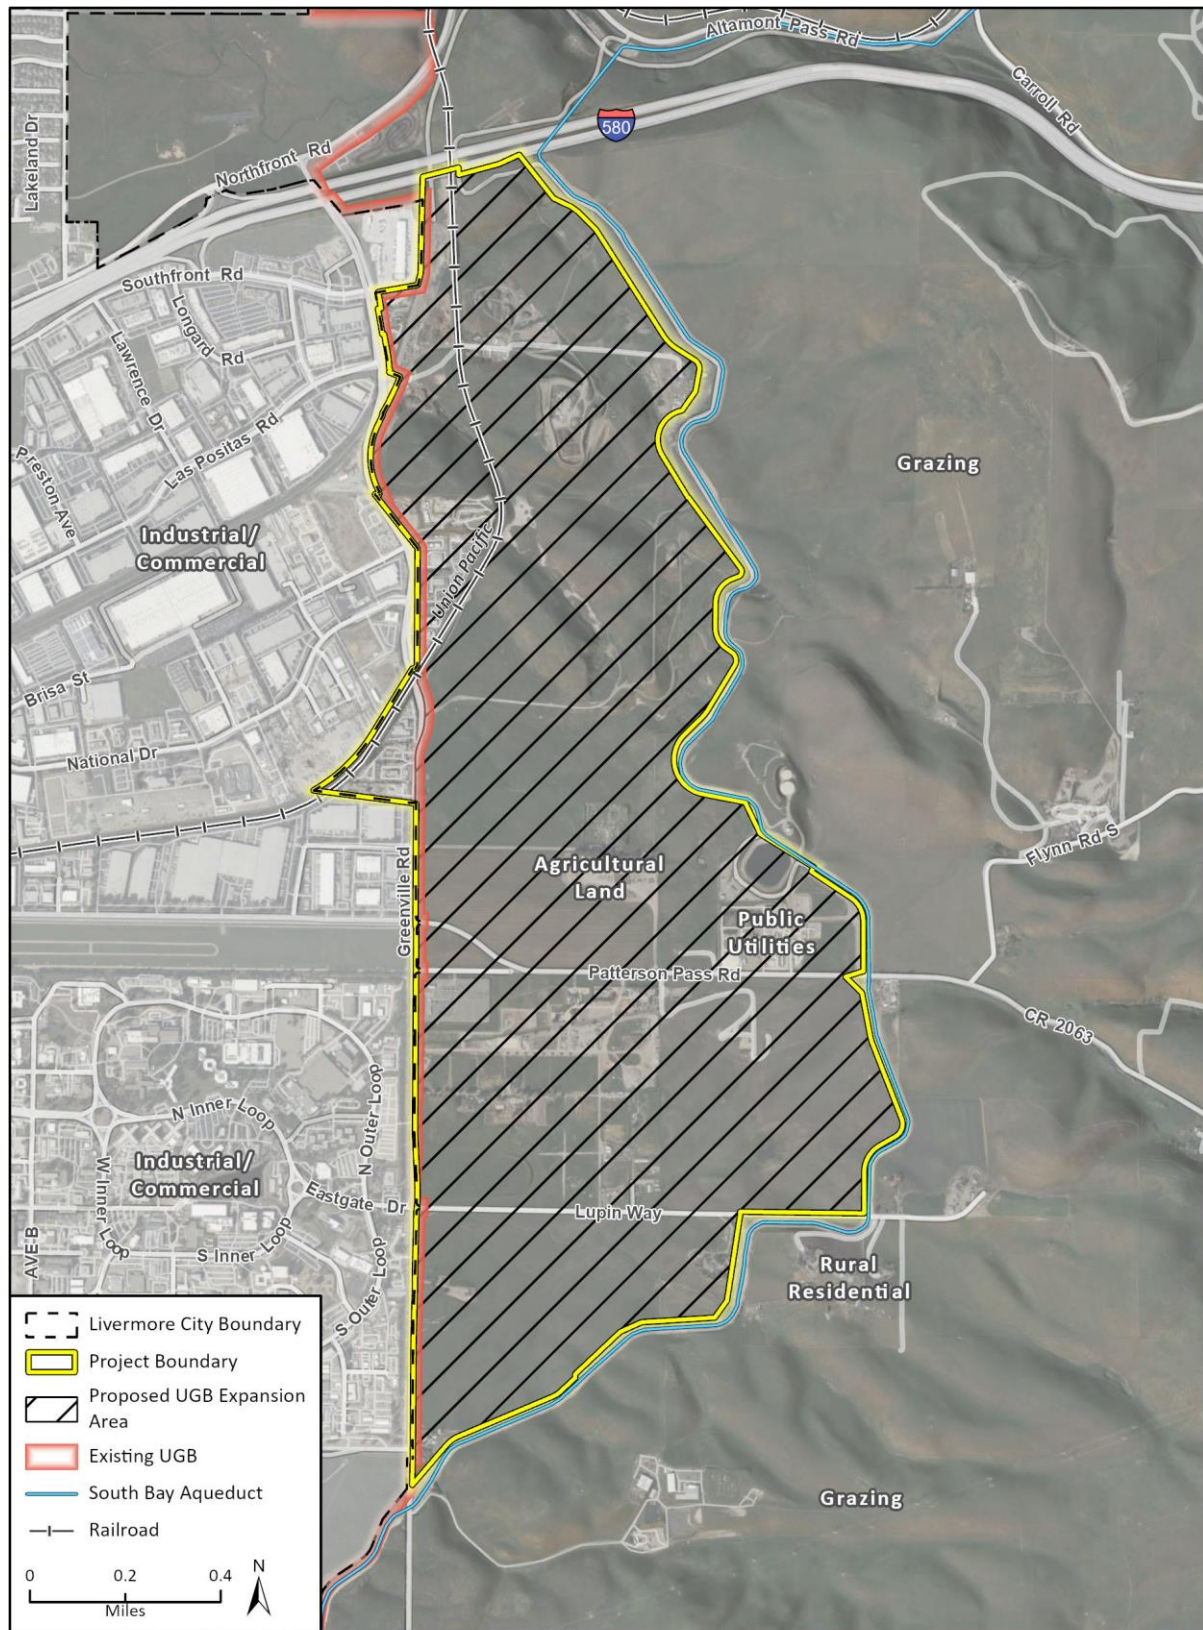 Altamont Pass Rd
Carroll Rd
580
Lakeland Dr
Northfront Rd
Southfront Rd
Longard Rd
Lawrence Dr
Las Positas Rd
Preston Ave
Grazing
Industrial/
Commercial
Union Pacific
Brisa St
National Dr
Flynn Rd S
Agricultural
Land
Greenville Rd
Public
Utilities
Patterson Pass Rd
CR 2063
N Inner Loop
N Outer Loop
W Inner Loop
Industrial/
Commercial
Eastgate Dr
Lupin Way
S Inner Loop
AVE B
S Outer Loop
Rural
Residential
Grazing
Livermore City Boundary
Project Boundary
Proposed UGB Expansion
Area
Existing UGB
South Bay Aqueduct
Railroad
0 0.2 0.4
Miles
N